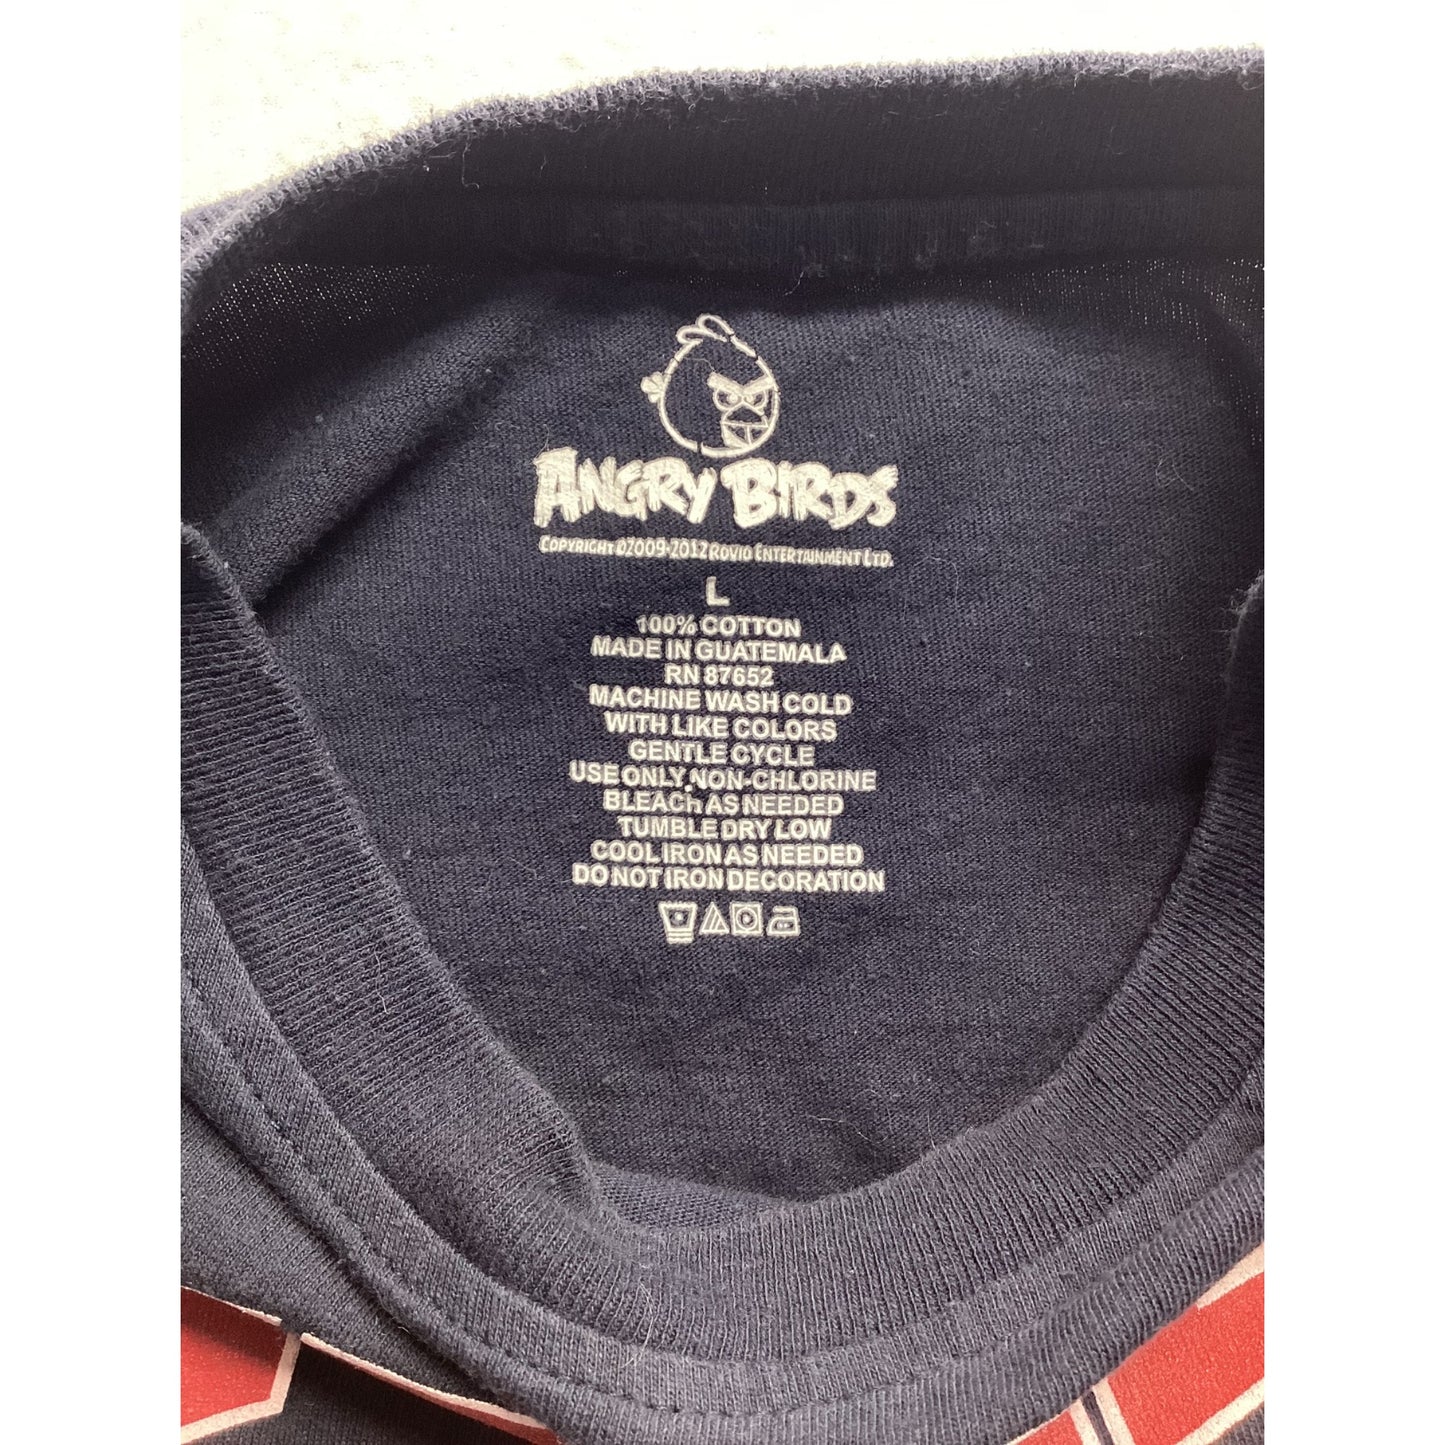 ANGRY BIRDS
COPYRIGHT ©2009-2012 ROVIO ENTERTAINMENT LTD.
L
100% COTTON
MADE IN GUATEMALA
RN 87652
MACHINE WASH COLD
WITH LIKE COLORS
GENTLE CYCLE
USE ONLY NON-CHLORINE
BLEACH AS NEEDED
TUMBLE DRY LOW
COOL IRON AS NEEDED
DO NOT IRON DECORATION